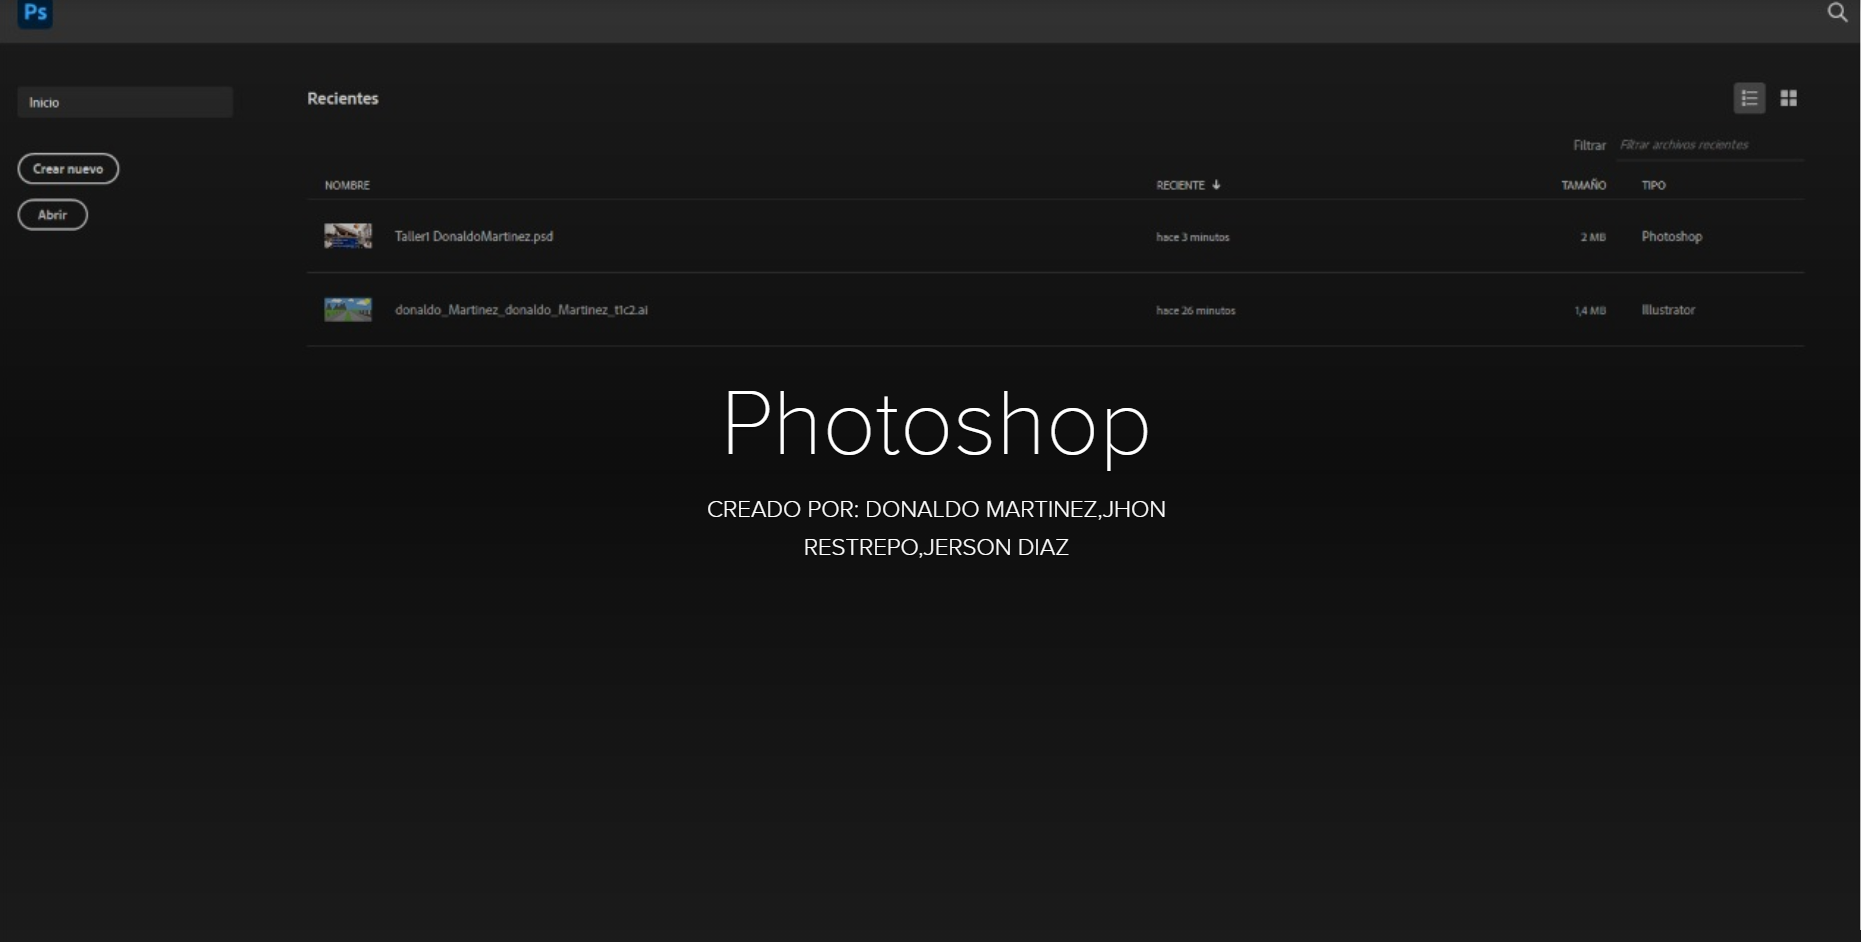 Ps
Inicio
Recientes
Filtrar Filtrar archivos recientes
Crear nuevo
NOMBRE RECIENTE TAMAÑO TIPO
Abrir
Taller1 DonaldoMartinez.psd hace 3 minutos 2 MB Photoshop
donaldo_Martinez_donaldo_Martinez_t1c2.ai hace 26 minutos 1,4 MB Illustrator
Photoshop
CREADO POR: DONALDO MARTINEZ,JHON
RESTREPO,JERSON DIAZ